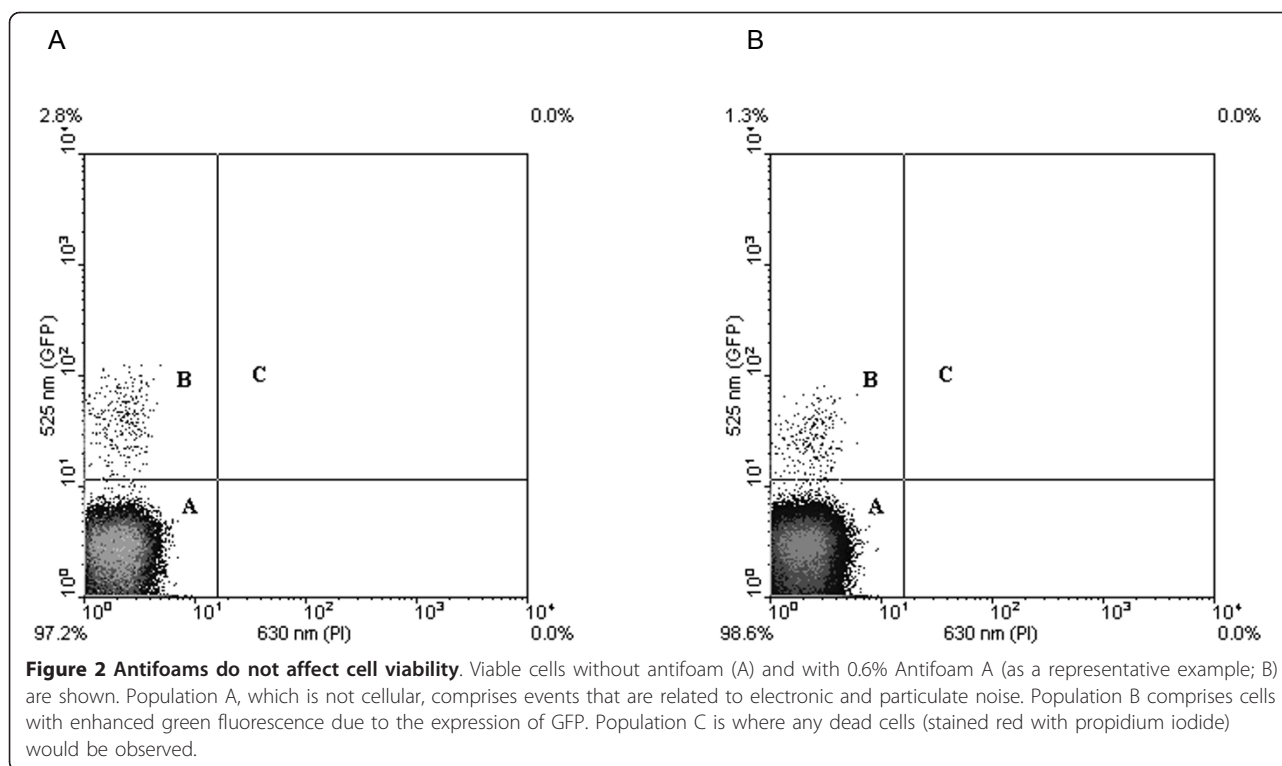 A
B
2.8%
0.0%
1.3%
0.0%
10⁴
10³
10²
10¹
10⁰
525 nm (GFP)
B
C
A
10⁰
10¹
10²
10³
10⁴
97.2%
630 nm (PI)
0.0%
10⁴
10³
10²
10¹
10⁰
525 nm (GFP)
B
C
A
10⁰
10¹
10²
10³
10⁴
98.6%
630 nm (PI)
0.0%
Figure 2 Antifoams do not affect cell viability. Viable cells without antifoam (A) and with 0.6% Antifoam A (as a representative example; B)
are shown. Population A, which is not cellular, comprises events that are related to electronic and particulate noise. Population B comprises cells
with enhanced green fluorescence due to the expression of GFP. Population C is where any dead cells (stained red with propidium iodide)
would be observed.